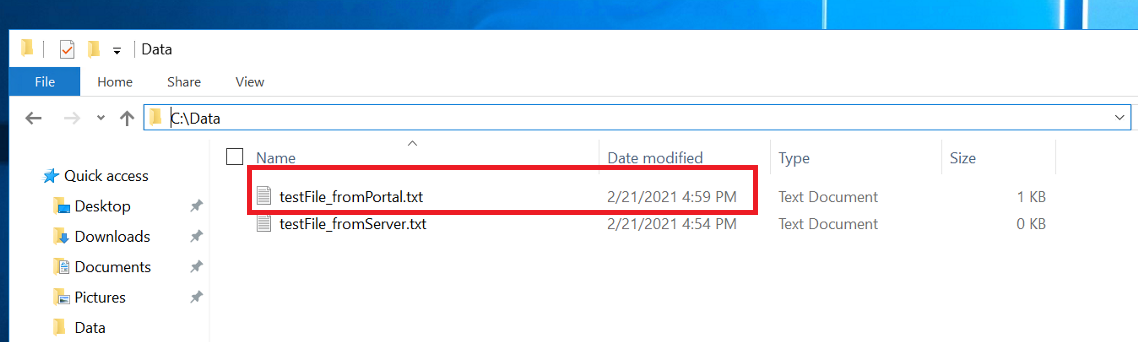 Data
File Home Share View
C:\Data
Name Date modified Type Size
Quick access
testFile_fromPortal.txt 2/21/2021 4:59 PM Text Document 1 KB
Desktop
testFile_fromServer.txt 2/21/2021 4:54 PM Text Document 0 KB
Downloads
Documents
Pictures
Data